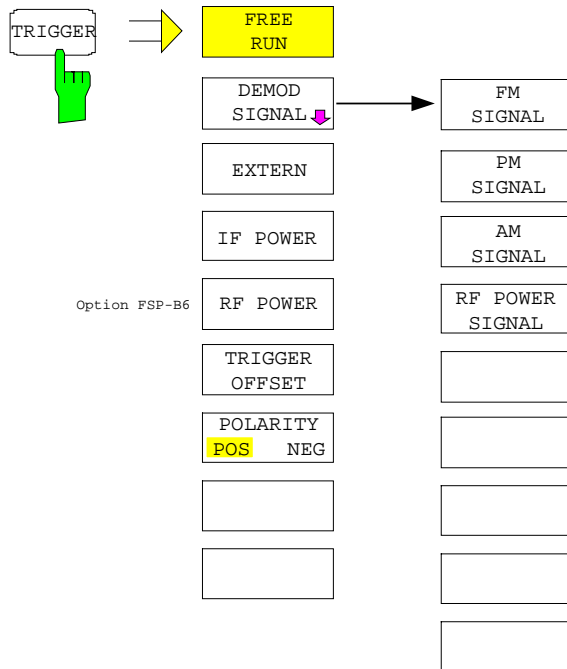 TRIGGER
FREE
RUN
DEMOD
SIGNAL
EXTERN
IF POWER
Option FSP-B6
RF POWER
TRIGGER
OFFSET
POLARITY
POS NEG
FM
SIGNAL
PM
SIGNAL
AM
SIGNAL
RF POWER
SIGNAL